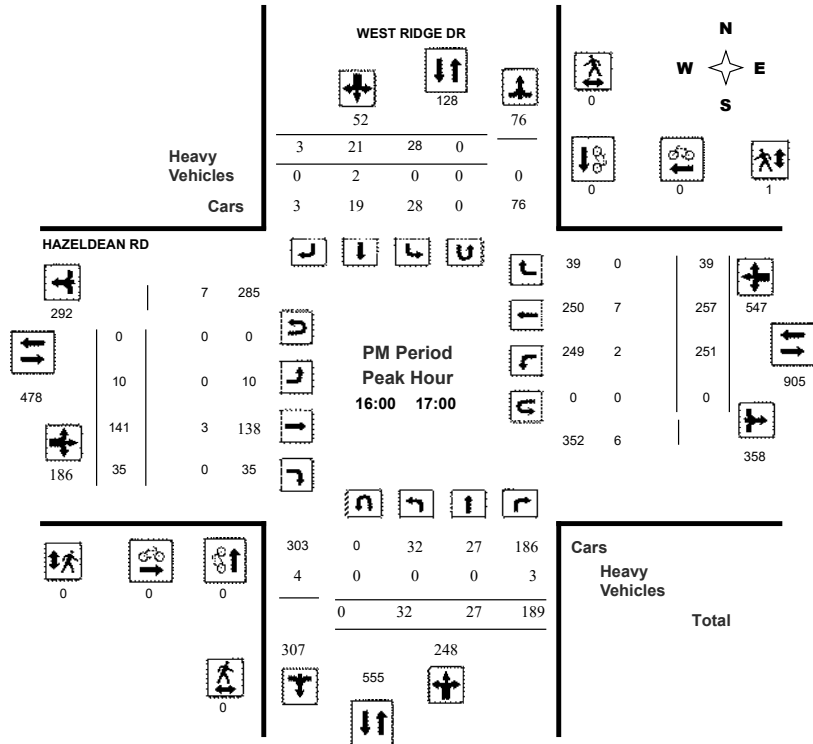 WEST RIDGE DR
N
W E
S
128
0
52 76
3 21 28 0
Heavy
Vehicles
0 2 0 0 0
Cars 3 19 28 0 76
0 0 1
HAZELDEAN RD
292
7 285
0 0 0
478
10 0 10
141 3 138
186
35 0 35
PM Period
Peak Hour
16:00 17:00
39 0 39
547
250 7 257
249 2 251
905
0 0 0
352 6
358
303 0 32 27 186 Cars
4 0 0 0 3 Heavy
Vehicles
0 32 27 189 Total
0 0 0
307 248
555
0